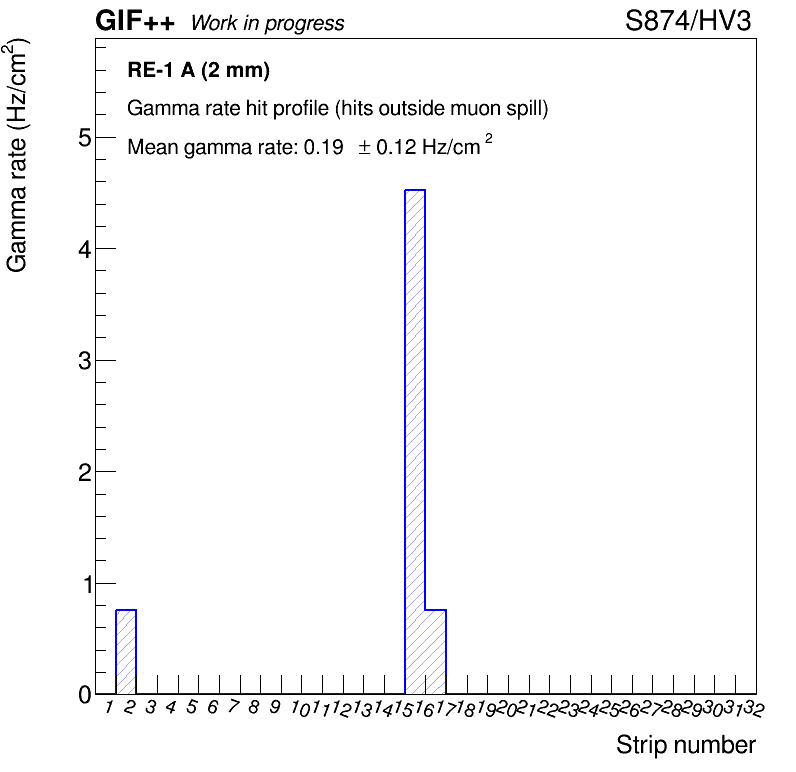 GIF++ Work in progress S874/HV3
Gamma rate (Hz/cm²)
RE-1 A (2 mm)
Gamma rate hit profile (hits outside muon spill)
Mean gamma rate: 0.19 ± 0.12 Hz/cm²
5
4
3
2
1
0
1 2 3 4 5 6 7 8 9 10 11 12 13 14 15 16 17 18 19 20 21 22 23 24 25 26 27 28 29 30 31 32
Strip number